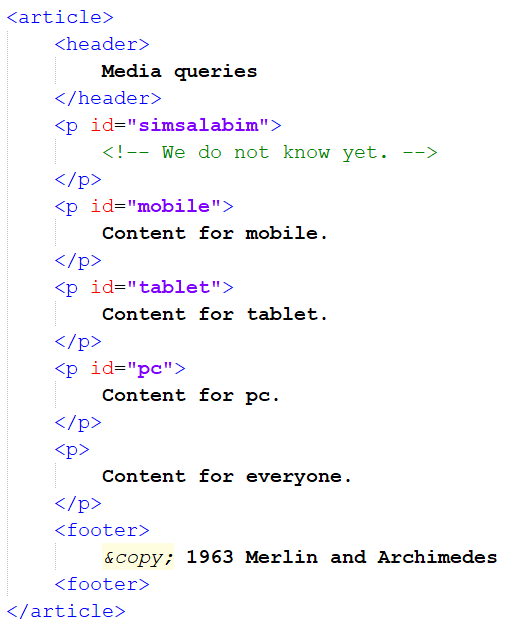 <article>
<header>
Media queries
</header>
<p id="simsalabim">
<!-- We do not know yet. -->
</p>
<p id="mobile">
Content for mobile.
</p>
<p id="tablet">
Content for tablet.
</p>
<p id="pc">
Content for pc.
</p>
<p>
Content for everyone.
</p>
<footer>
&copy; 1963 Merlin and Archimedes
<footer>
</article>